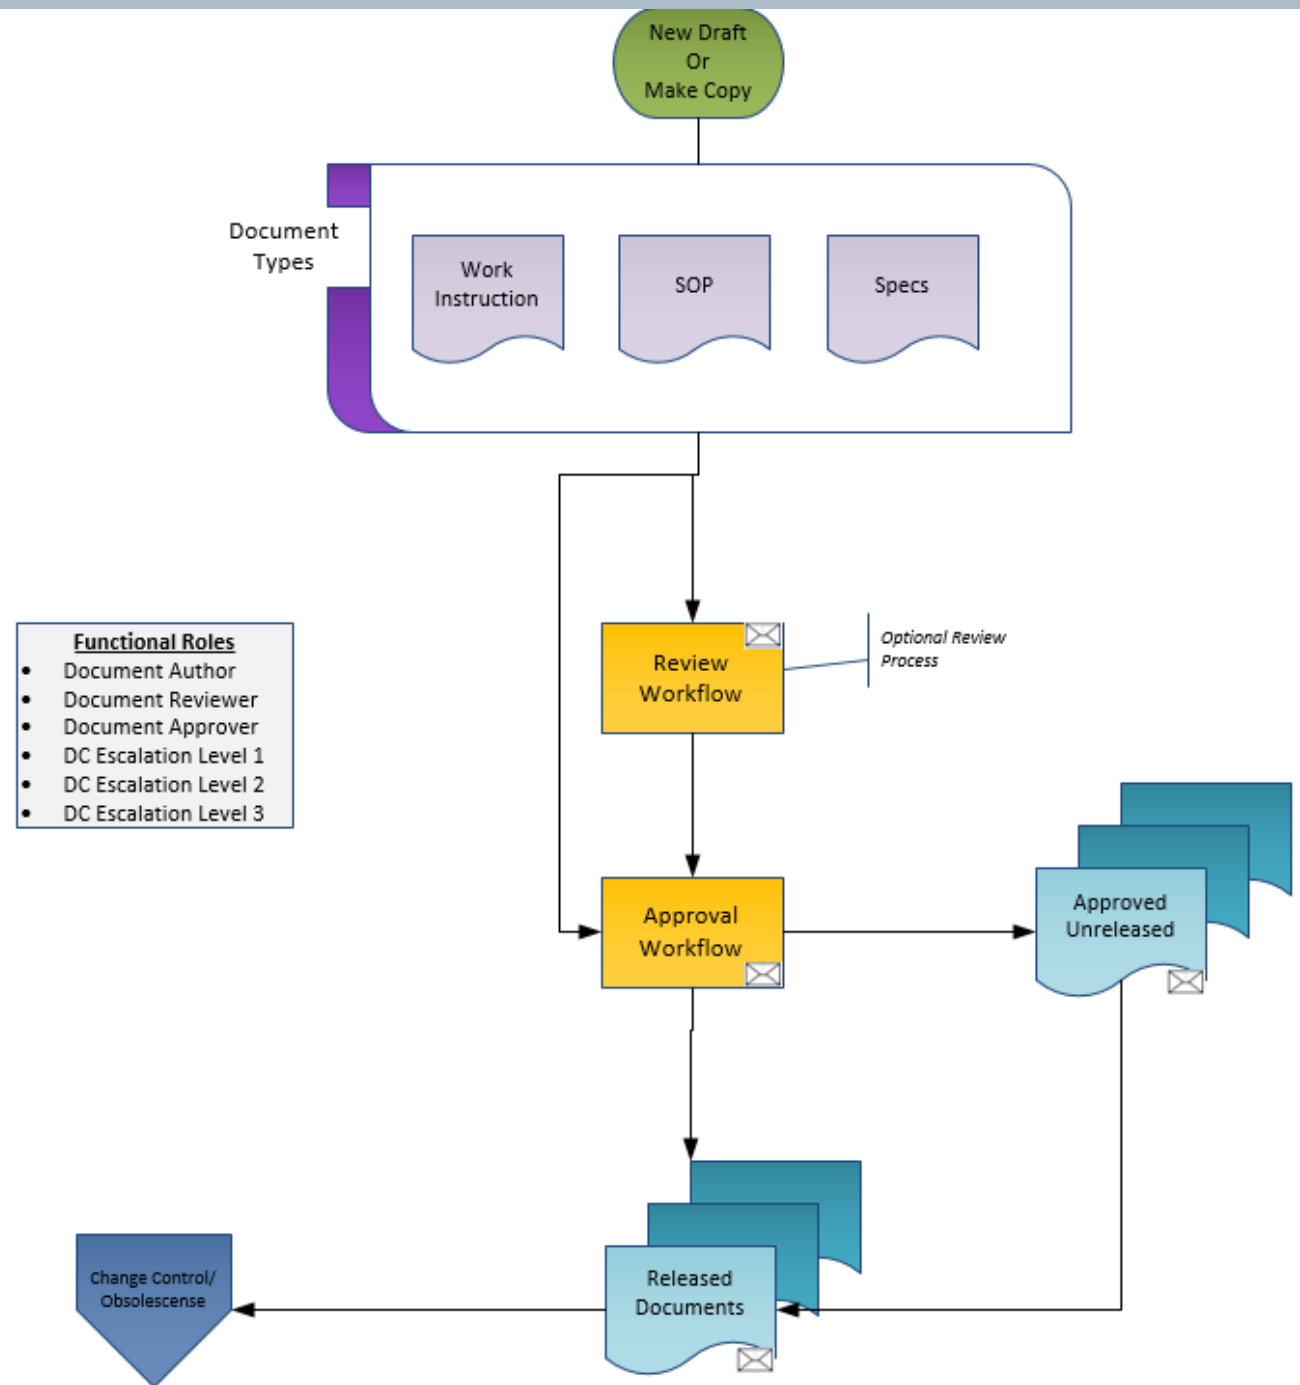 New Draft
Or
Make Copy
Document
Types
Work
Instruction
SOP
Specs
Functional Roles
• Document Author
• Document Reviewer
• Document Approver
• DC Escalation Level 1
• DC Escalation Level 2
• DC Escalation Level 3
Review
Workflow
Optional Review
Process
Approval
Workflow
Approved
Unreleased
Released
Documents
Change Control/
Obsolescense